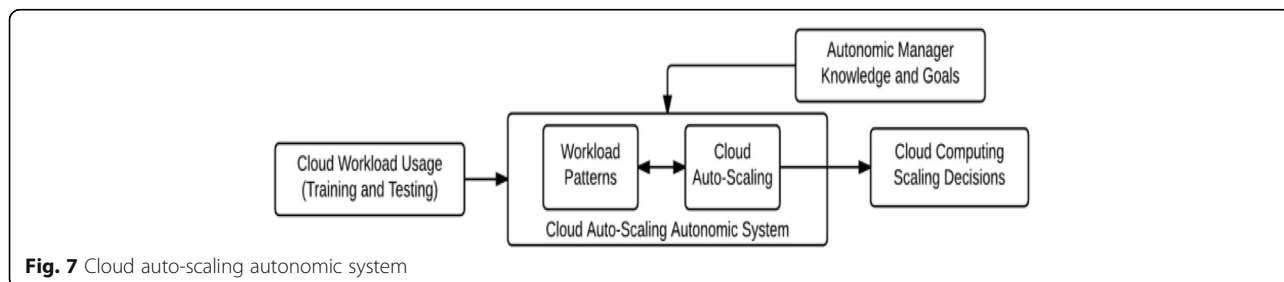 Autonomic Manager
Knowledge and Goals
Cloud Workload Usage
(Training and Testing)
Workload
Patterns
Cloud
Auto-Scaling
Cloud Computing
Scaling Decisions
Cloud Auto-Scaling Autonomic System
Fig. 7 Cloud auto-scaling autonomic system